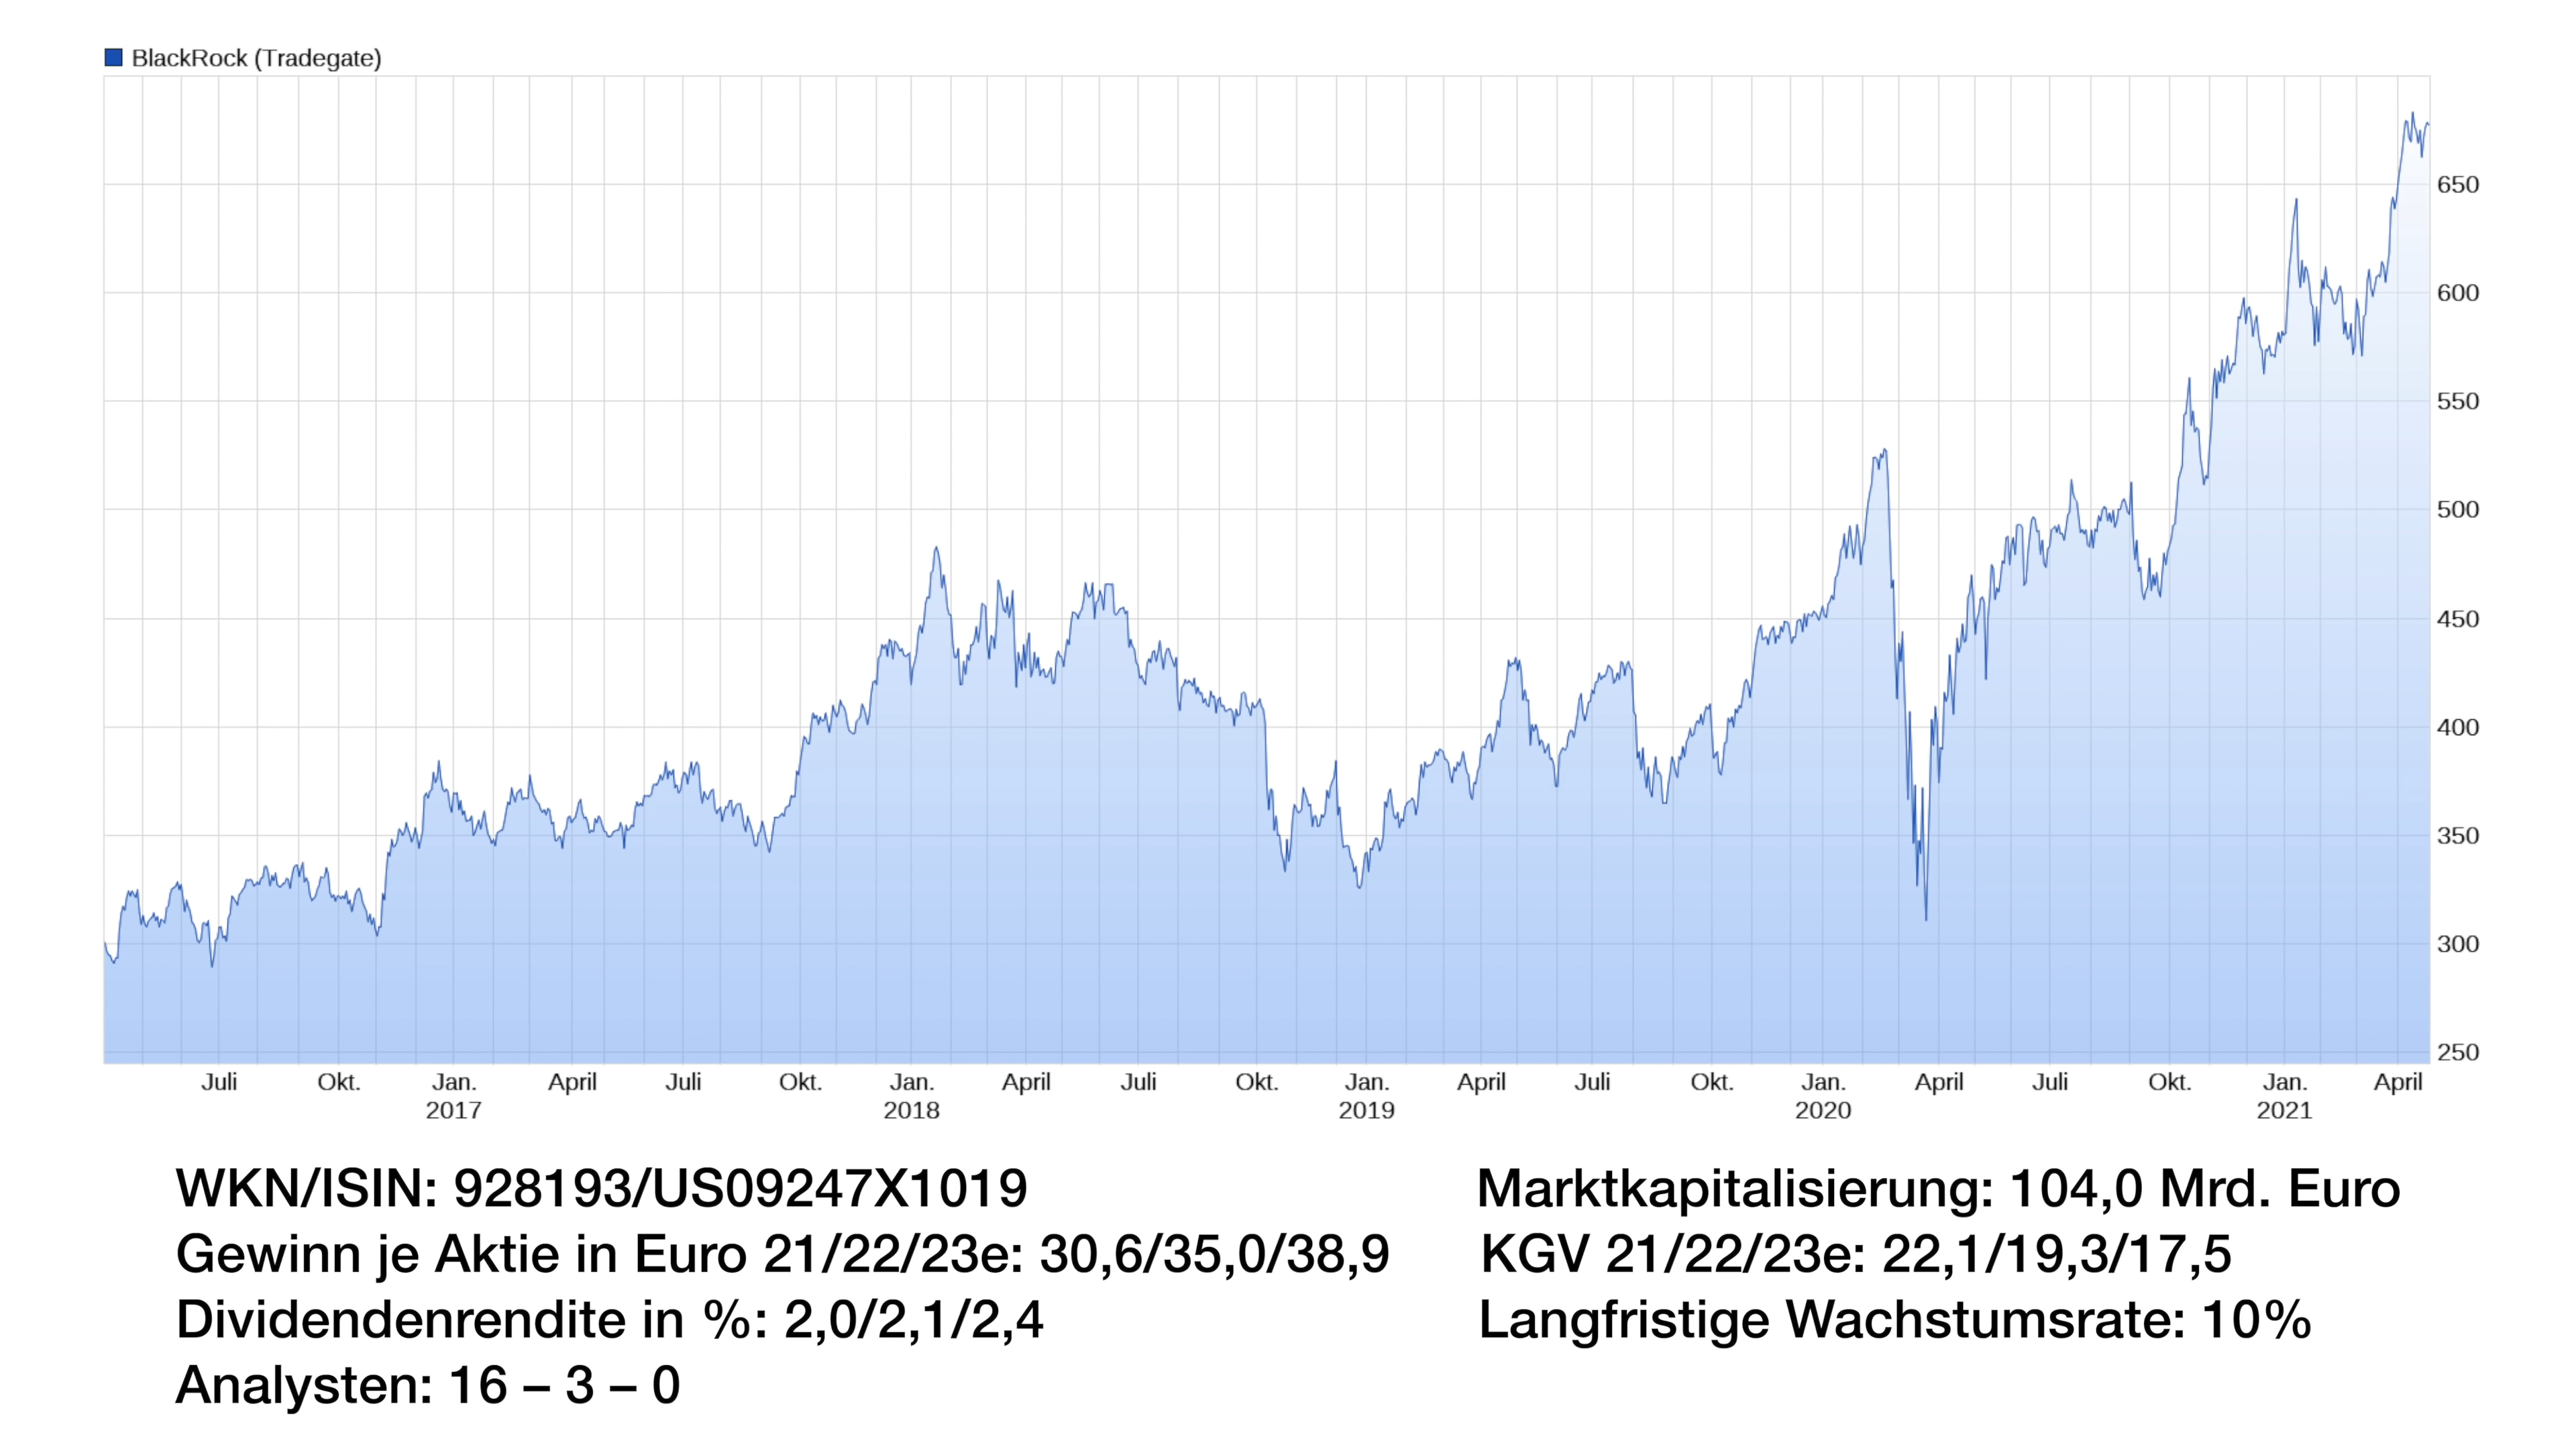 BlackRock (Tradegate)
650
600
550
500
450
400
350
300
250
Juli Okt. Jan. April Juli Okt. Jan. April Juli Okt. Jan. April Juli Okt. Jan. April Juli Okt. Jan. April
2017 2018 2019 2020 2021
WKN/ISIN: 928193/US09247X1019
Marktkapitalisierung: 104,0 Mrd. Euro
Gewinn je Aktie in Euro 21/22/23e: 30,6/35,0/38,9
KGV 21/22/23e: 22,1/19,3/17,5
Dividendenrendite in %: 2,0/2,1/2,4
Langfristige Wachstumsrate: 10%
Analysten: 16 – 3 – 0